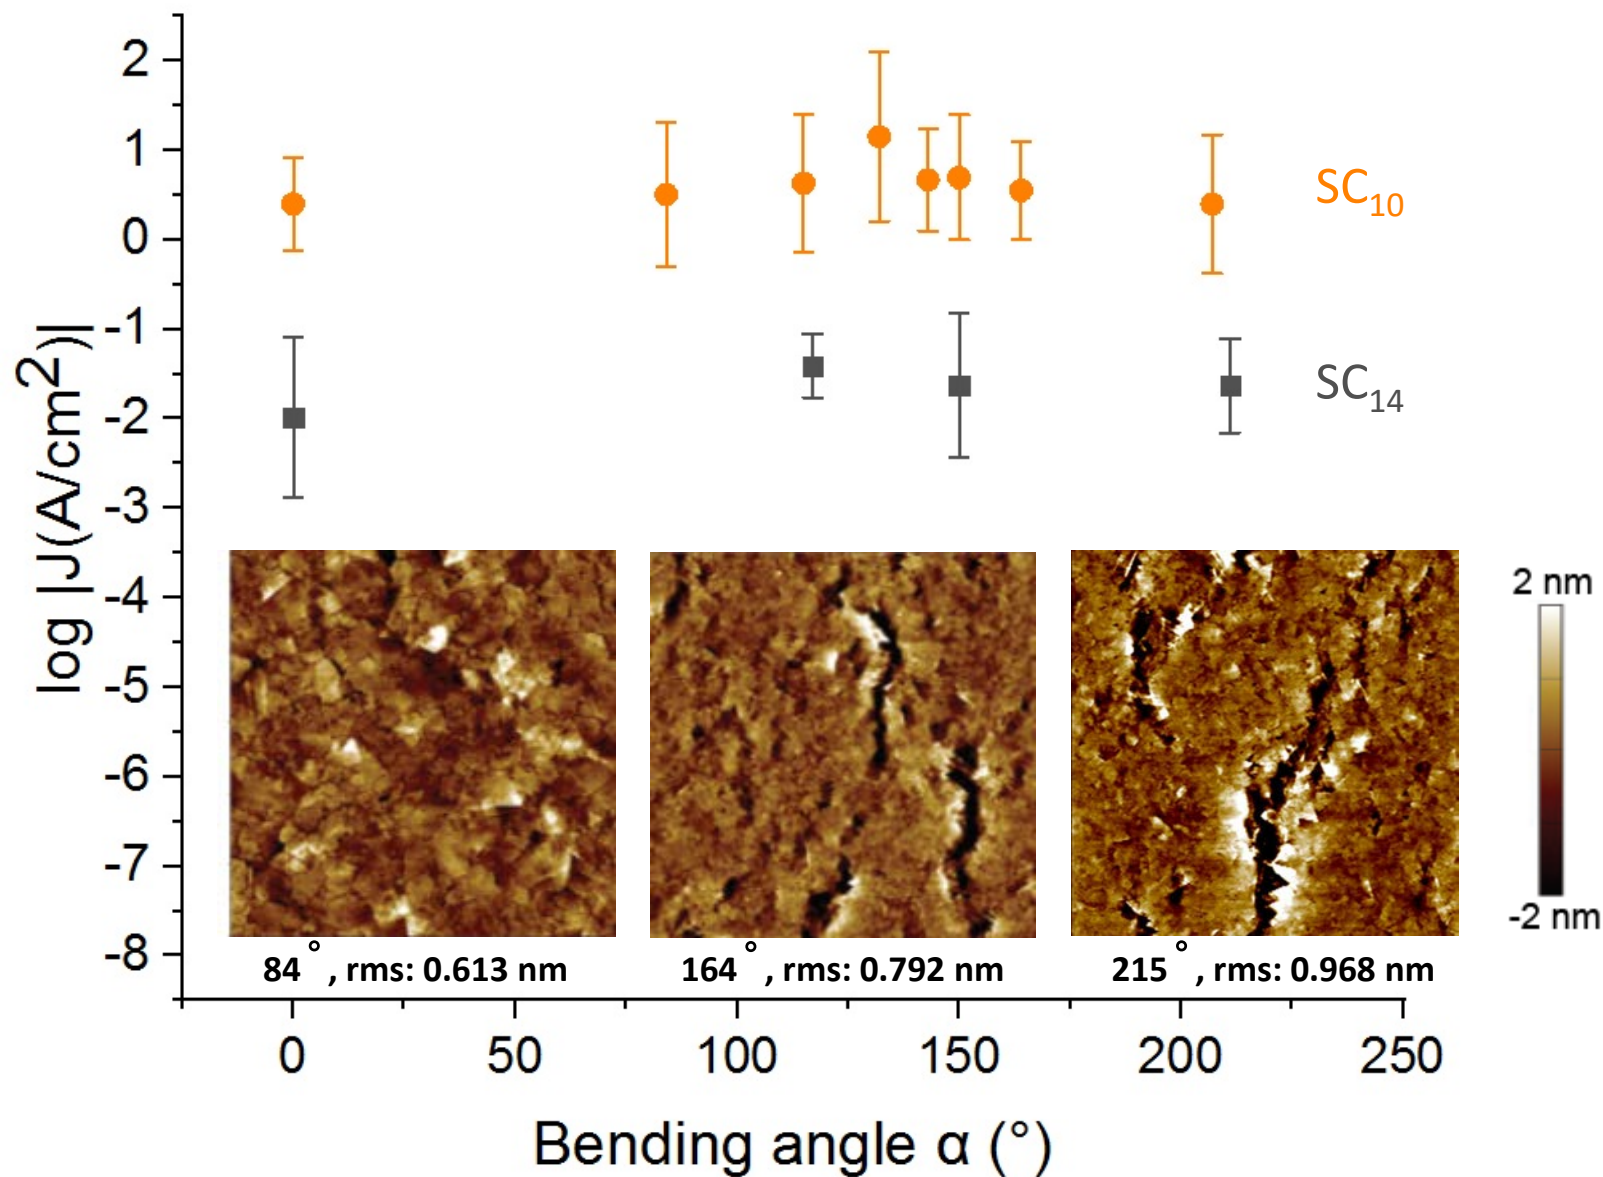 log |J(A/cm²)|
2
1
0
-1
-2
-3
-4
-5
-6
-7
-8
SC₁₀
SC₁₄
2 nm
-2 nm
84°, rms: 0.613 nm
164°, rms: 0.792 nm
215°, rms: 0.968 nm
0 50 100 150 200 250
Bending angle α (°)